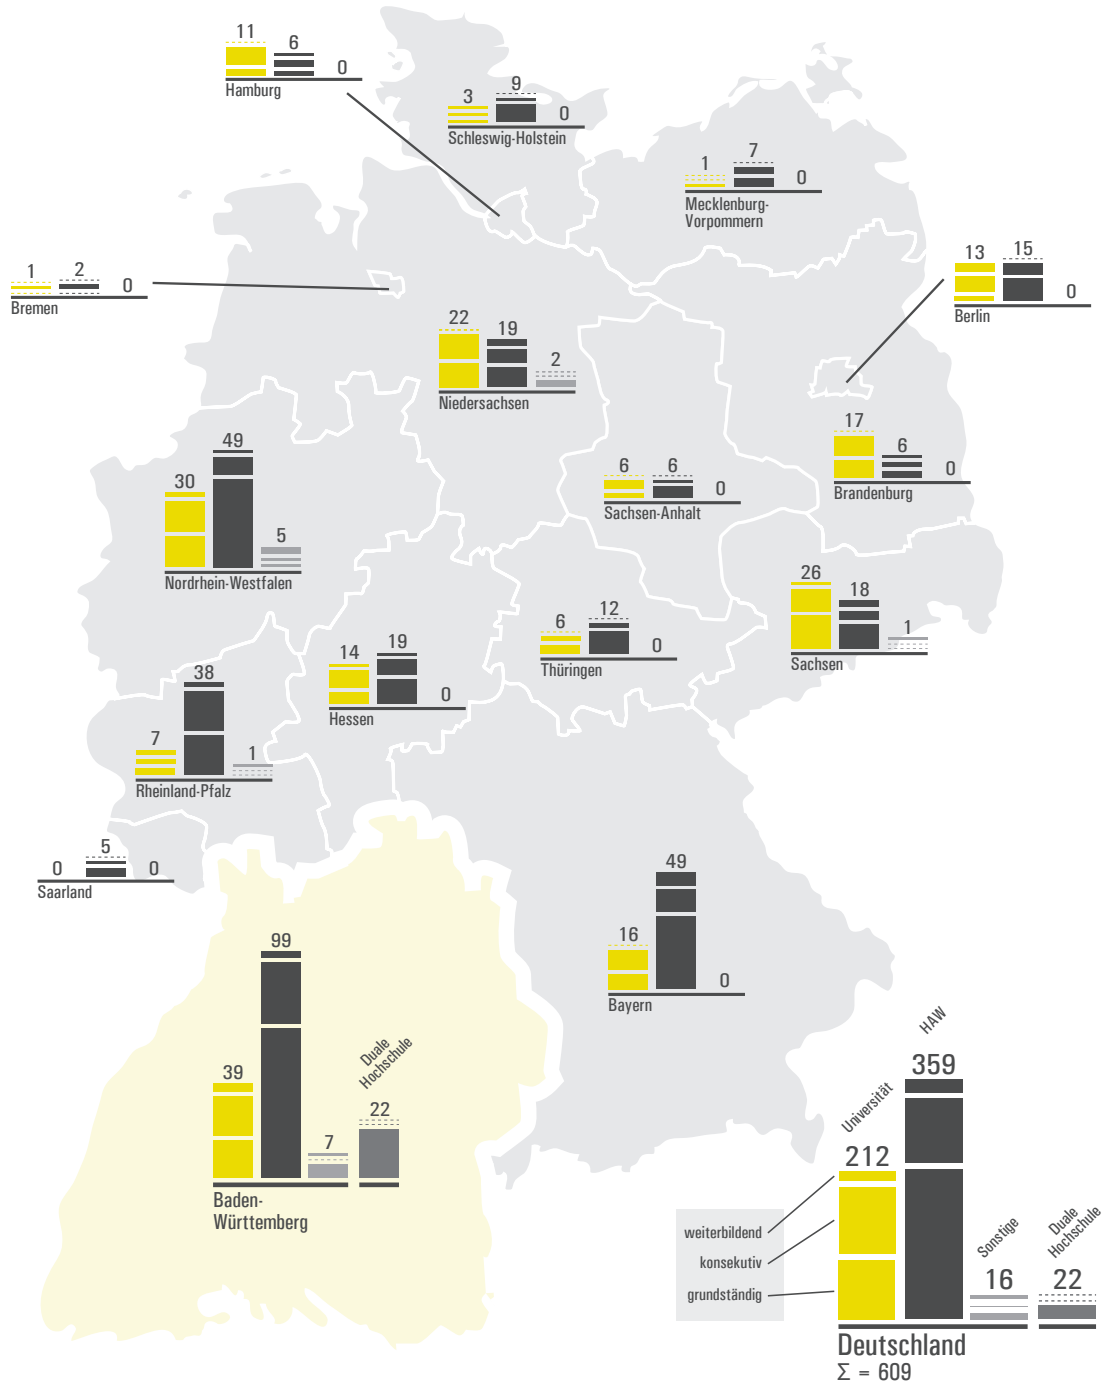 11 6 0
Hamburg
3 9 0
Schleswig-Holstein
1 7 0
Mecklenburg-
Vorpommern
1 2 0
Bremen
13 15 0
Berlin
22 19 2
Niedersachsen
17 6 0
Brandenburg
30 49 5
Nordrhein-Westfalen
6 6 0
Sachsen-Anhalt
26 18 1
Sachsen
6 12 0
Thüringen
14 19 0
Hessen
7 38 1
Rheinland-Pfalz
0 5 0
Saarland
16 49 0
Bayern
39 99 7 22
Duale
Hochschule
Baden-
Württemberg
Universität
HAW
Sonstige
Duale
Hochschule
212 359 16 22
weiterbildend
konsekutiv
grundständig
Deutschland
Σ = 609